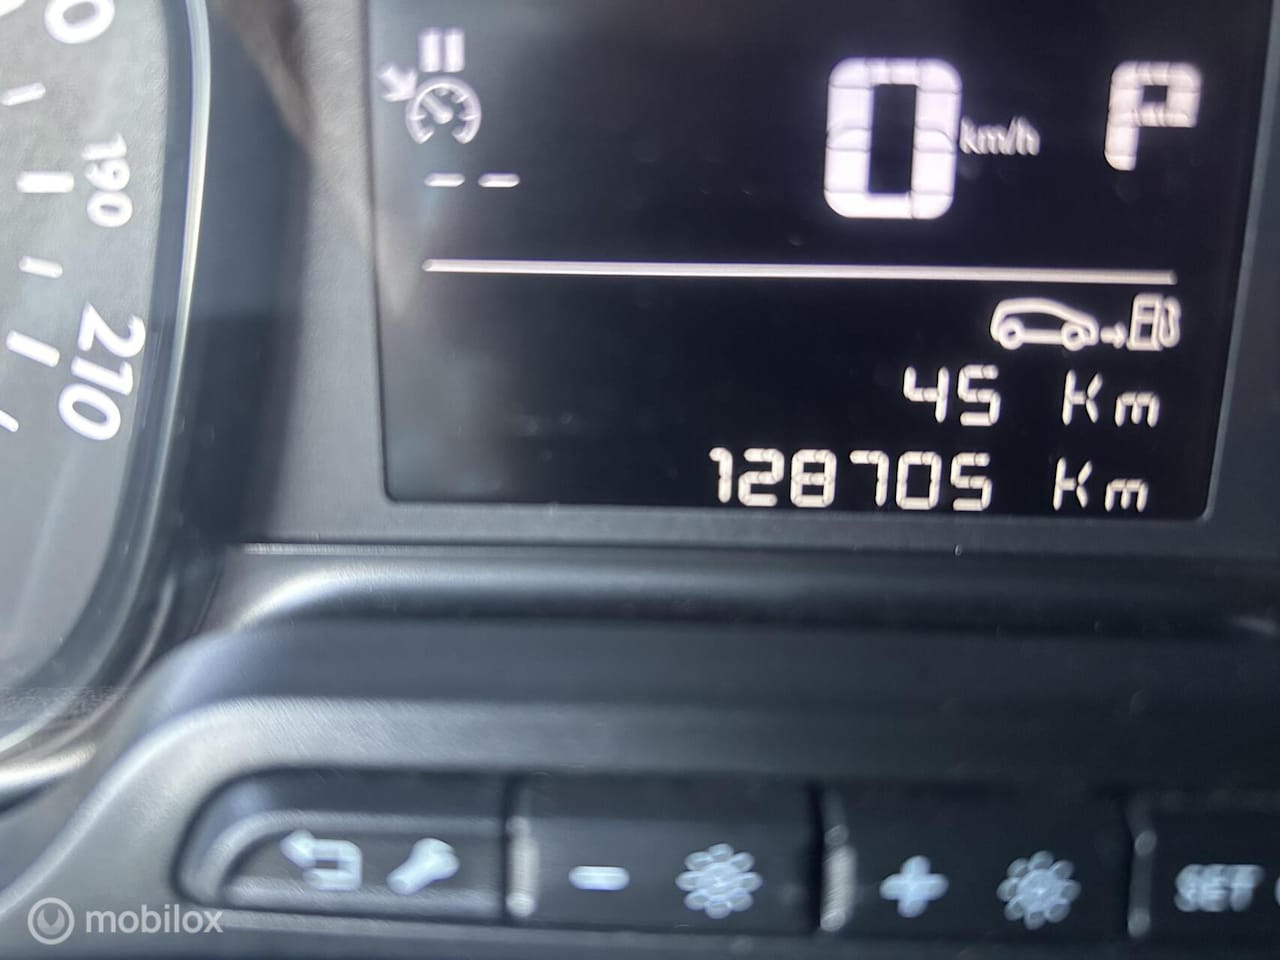 0 km/h P
-- 
190
210
45 Km
128705 Km
- + SET
mobilox